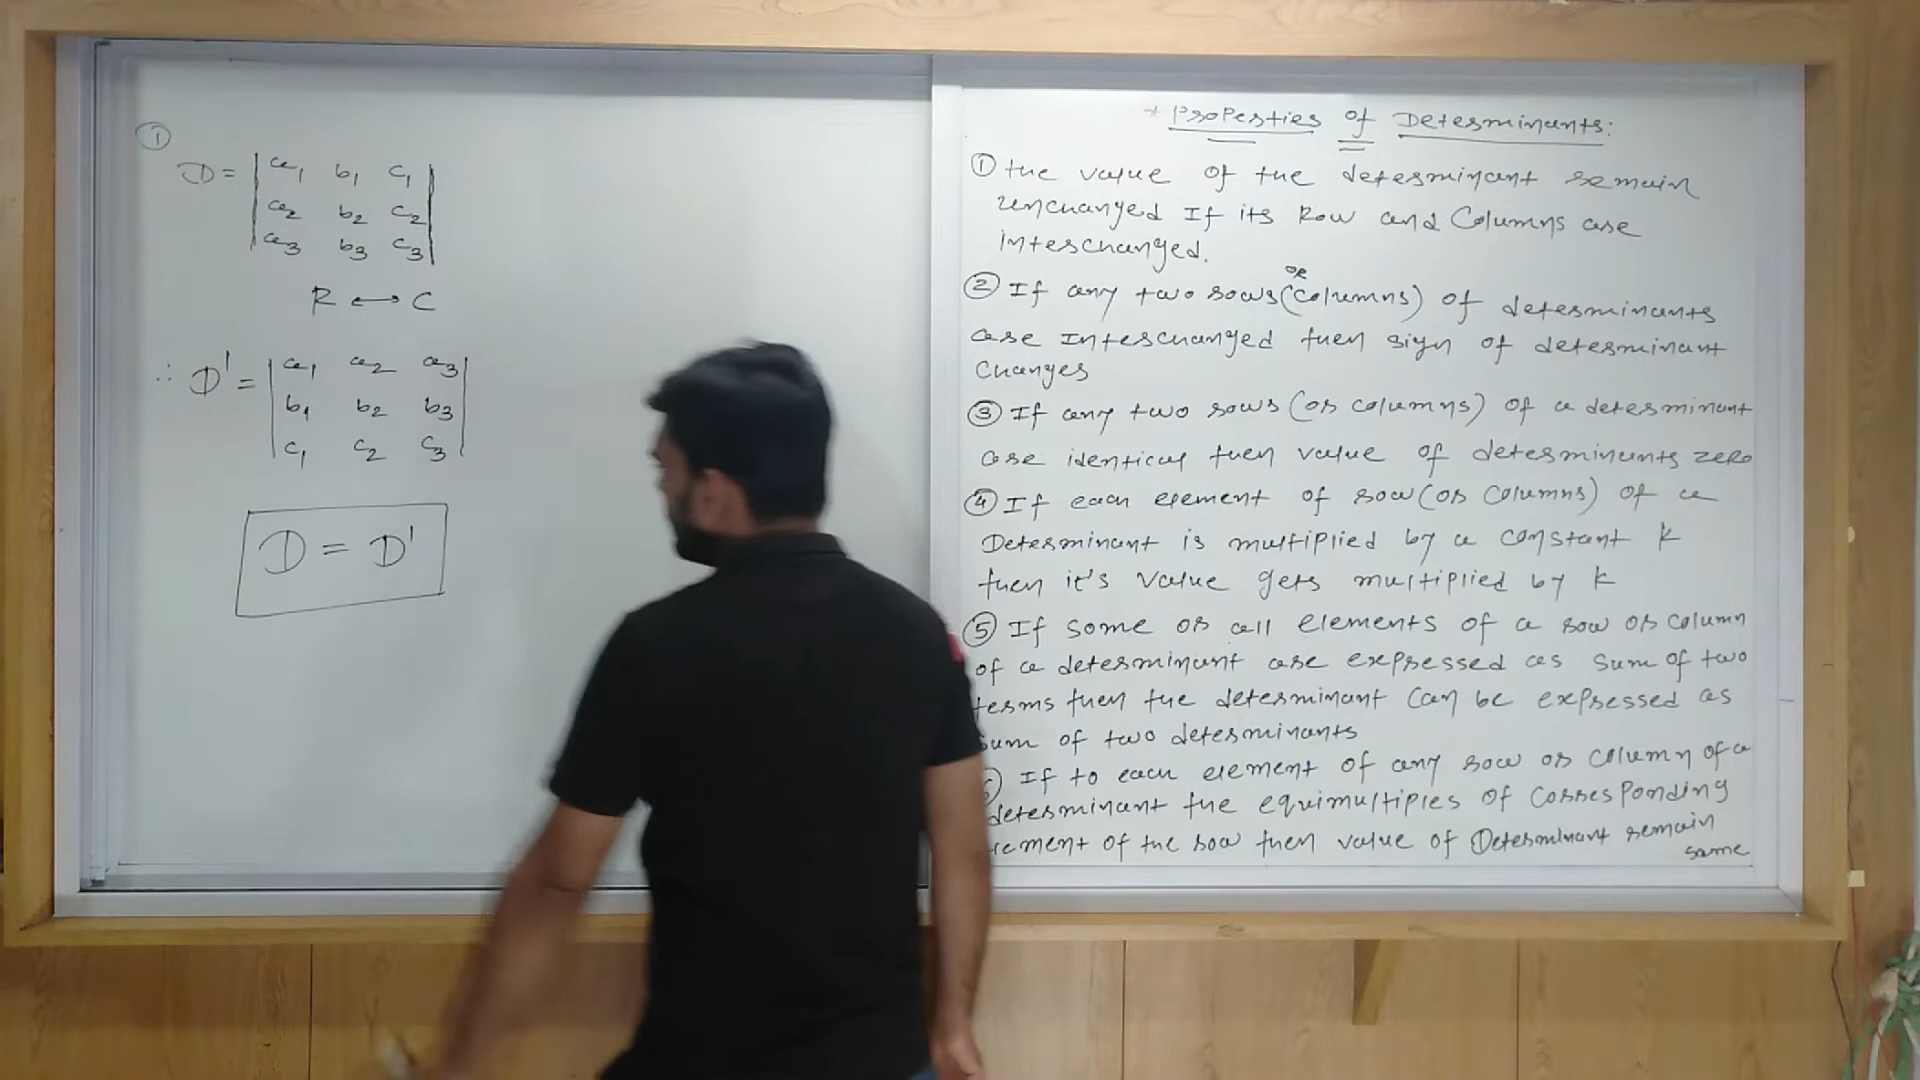 ①
D = | a₁ b₁ c₁ |
| a₂ b₂ c₂ |
| a₃ b₃ c₃ |
R ↔ C
∴ D' = | a₁ a₂ a₃ |
| b₁ b₂ b₃ |
| c₁ c₂ c₃ |
D = D'
* Properties of Determinants:
① the value of the determinant remain
unchanged If its Row and Columns are
interchanged.
② If any two rows (or columns) of determinants
are Interchanged then sign of determinant
Changes
③ If any two rows (or columns) of a determinant
are identical then value of determinants zero
④ If each element of row (or Columns) of a
Determinant is multiplied by a constant k
then it's value gets multiplied by k
⑤ If some or all elements of a row or column
of a determinant are expressed as sum of two
terms then the determinant can be expressed as
sum of two determinants
If to each element of any row or column of a
determinant the equimultiples of corresponding
element of the row then value of Determinant remain
same